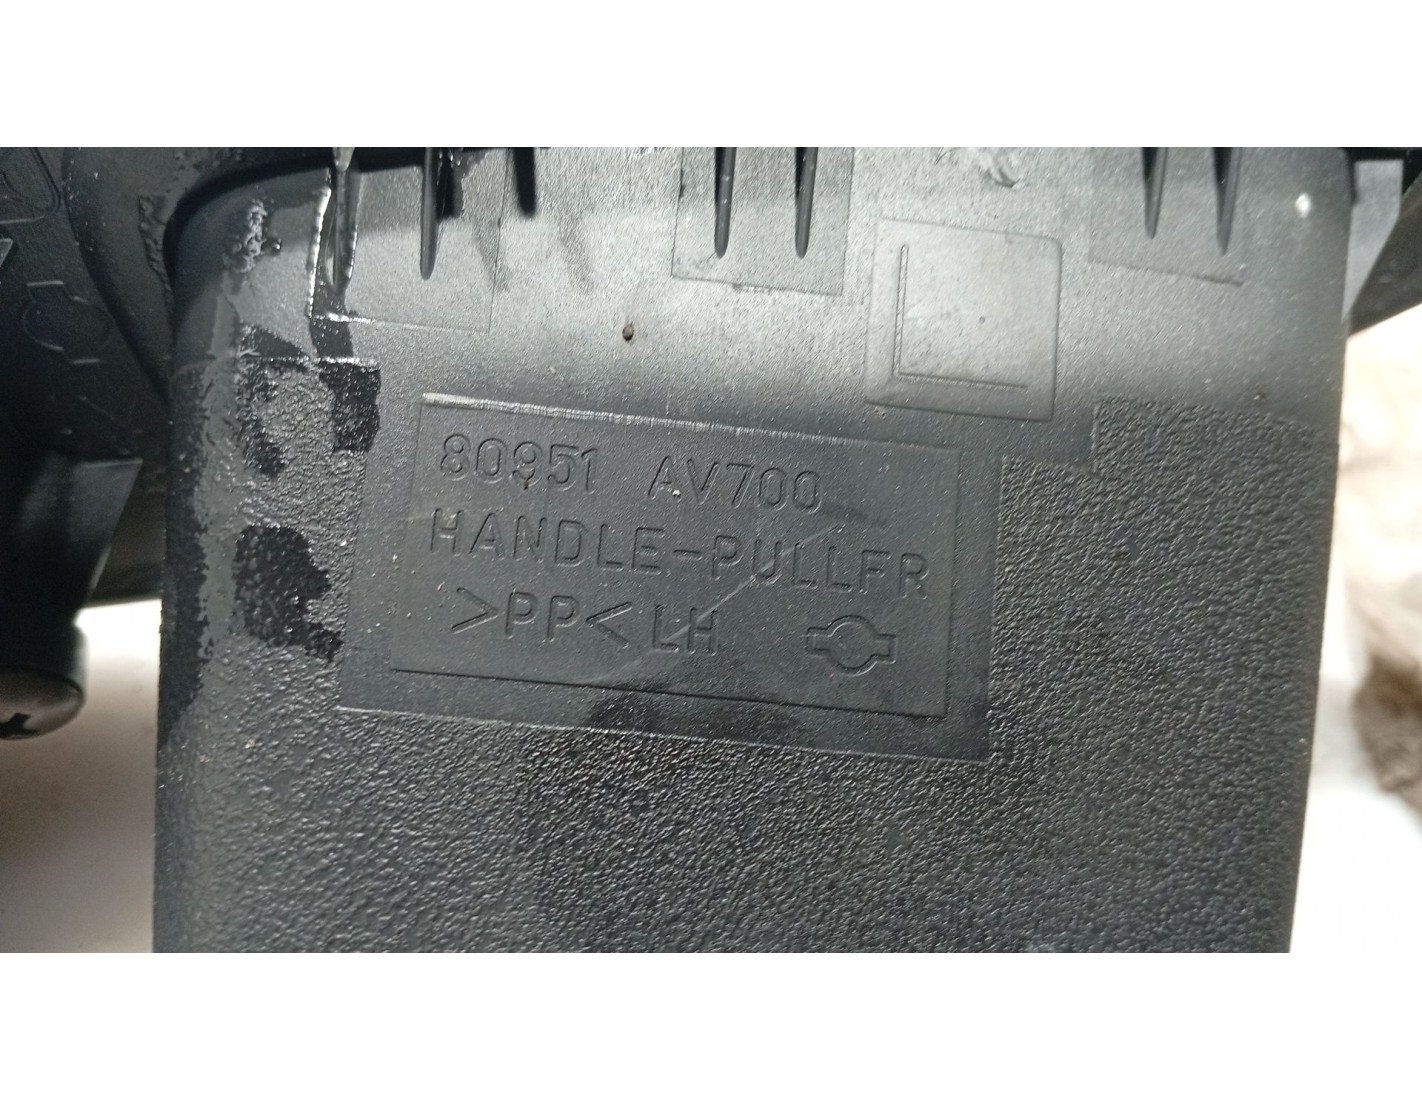 80951 AV700
HANDLE-PULLFR
>PP< LH